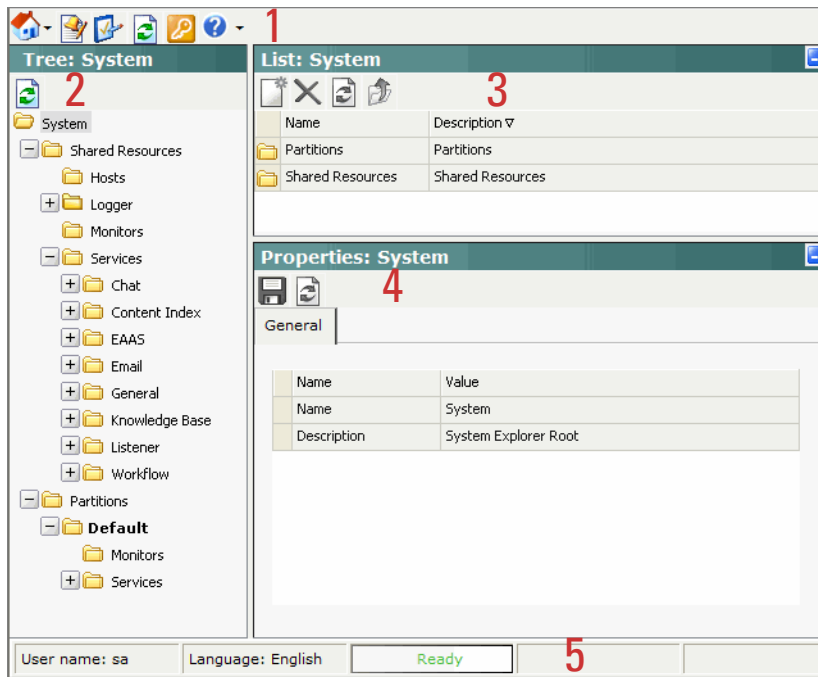 1
Tree: System
2
System
Shared Resources
Hosts
Logger
Monitors
Services
Chat
Content Index
EAAS
Email
General
Knowledge Base
Listener
Workflow
Partitions
Default
Monitors
Services
List: System
3
Name Description
Partitions Partitions
Shared Resources Shared Resources
Properties: System
4
General
Name Value
Name System
Description System Explorer Root
User name: sa Language: English Ready 5